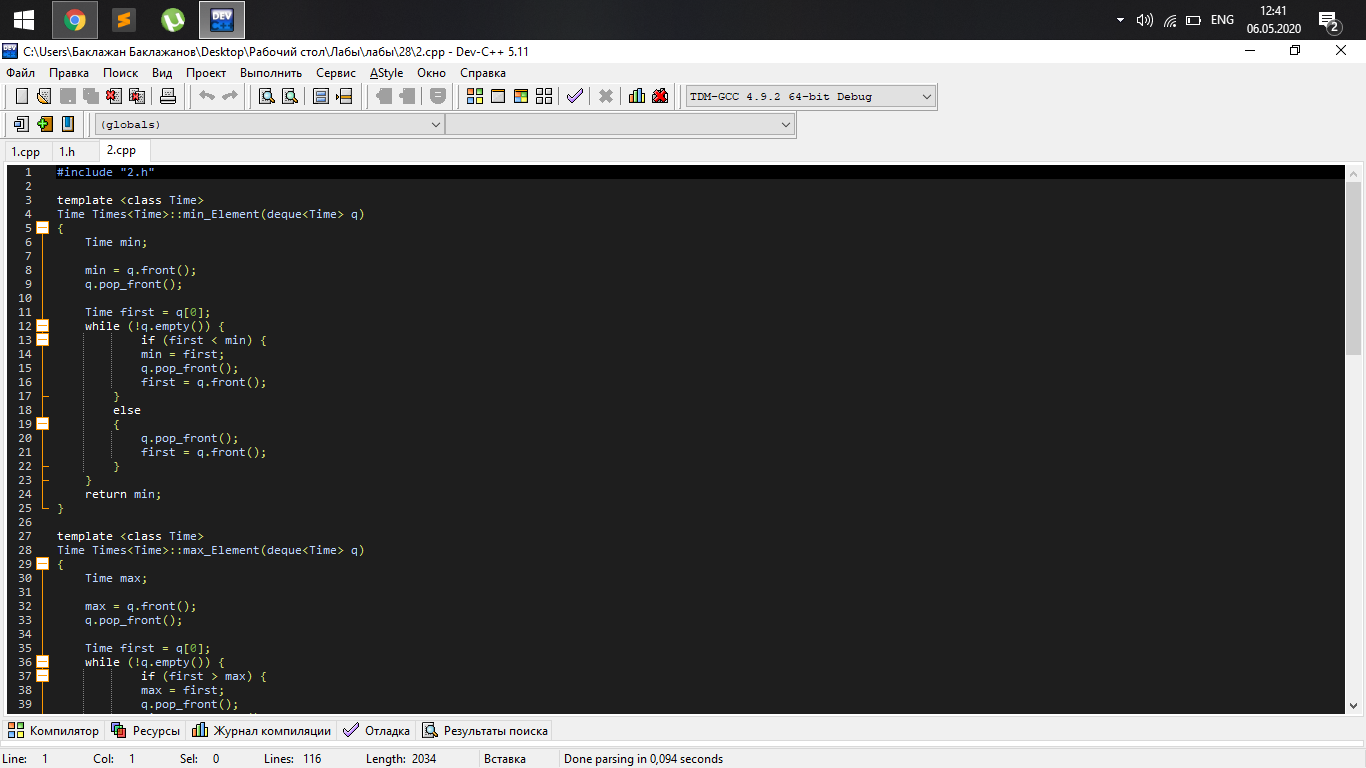 DEV
ENG
12:41
06.05.2020
2
DEV C:\Users\Баклажан Баклажанов\Desktop\Рабочий стол\Лабы\лабы\28\2.cpp - Dev-C++ 5.11
Файл Правка Поиск Вид Проект Выполнить Сервис AStyle Окно Справка
TDM-GCC 4.9.2 64-bit Debug
(globals)
1.cpp 1.h 2.cpp
1 #include "2.h"
2
3 template <class Time>
4 Time Times<Time>::min_Element(deque<Time> q)
5 {
6 Time min;
7
8 min = q.front();
9 q.pop_front();
10
11 Time first = q[0];
12 while (!q.empty()) {
13 if (first < min) {
14 min = first;
15 q.pop_front();
16 first = q.front();
17 }
18 else
19 {
20 q.pop_front();
21 first = q.front();
22 }
23 }
24 return min;
25 }
26
27 template <class Time>
28 Time Times<Time>::max_Element(deque<Time> q)
29 {
30 Time max;
31
32 max = q.front();
33 q.pop_front();
34
35 Time first = q[0];
36 while (!q.empty()) {
37 if (first > max) {
38 max = first;
39 q.pop_front();
Компилятор Ресурсы Журнал компиляции Отладка Результаты поиска
Line: 1 Col: 1 Sel: 0 Lines: 116 Length: 2034 Вставка Done parsing in 0,094 seconds